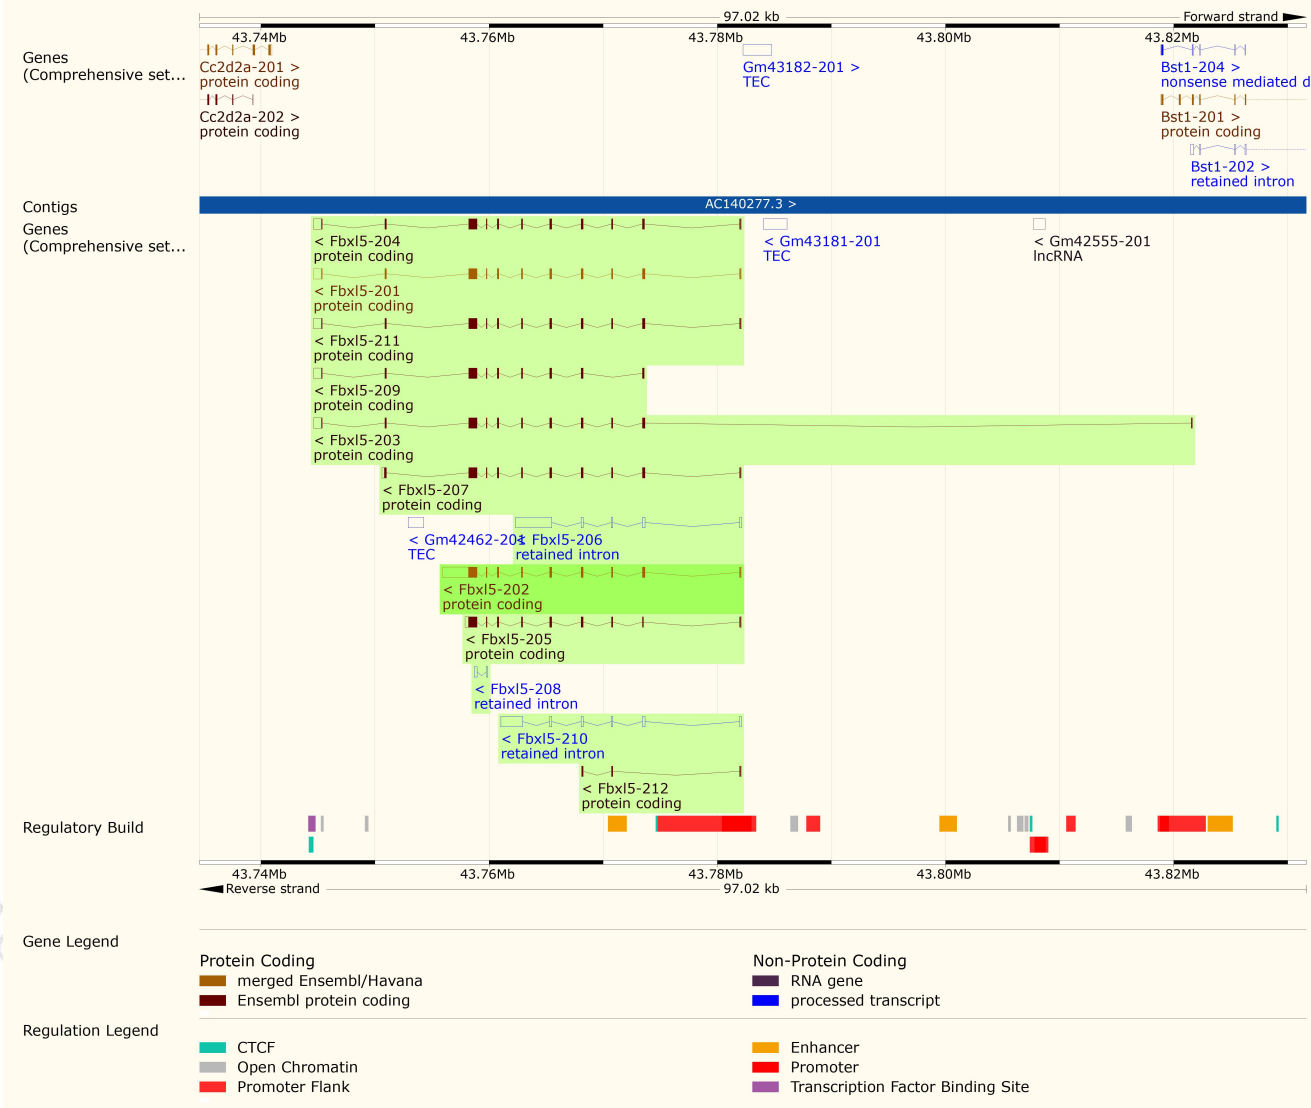 97.02 kb
Forward strand
43.74Mb 43.76Mb 43.78Mb 43.80Mb 43.82Mb
Genes
(Comprehensive set...
Cc2d2a-201 >
protein coding
Gm43182-201 >
TEC
Bst1-204 >
nonsense mediated d
Cc2d2a-202 >
protein coding
Bst1-201 >
protein coding
Bst1-202 >
retained intron
Contigs
AC140277.3 >
Genes
(Comprehensive set...
< Fbxl5-204
protein coding
< Gm43181-201
TEC
< Gm42555-201
lncRNA
< Fbxl5-201
protein coding
< Fbxl5-211
protein coding
< Fbxl5-209
protein coding
< Fbxl5-203
protein coding
< Fbxl5-207
protein coding
< Gm42462-201
TEC
< Fbxl5-206
retained intron
< Fbxl5-202
protein coding
< Fbxl5-205
protein coding
< Fbxl5-208
retained intron
< Fbxl5-210
retained intron
< Fbxl5-212
protein coding
Regulatory Build
43.74Mb 43.76Mb 43.78Mb 43.80Mb 43.82Mb
Reverse strand
97.02 kb
Gene Legend
Protein Coding
merged Ensembl/Havana
Ensembl protein coding
Non-Protein Coding
RNA gene
processed transcript
Regulation Legend
CTCF
Open Chromatin
Promoter Flank
Enhancer
Promoter
Transcription Factor Binding Site